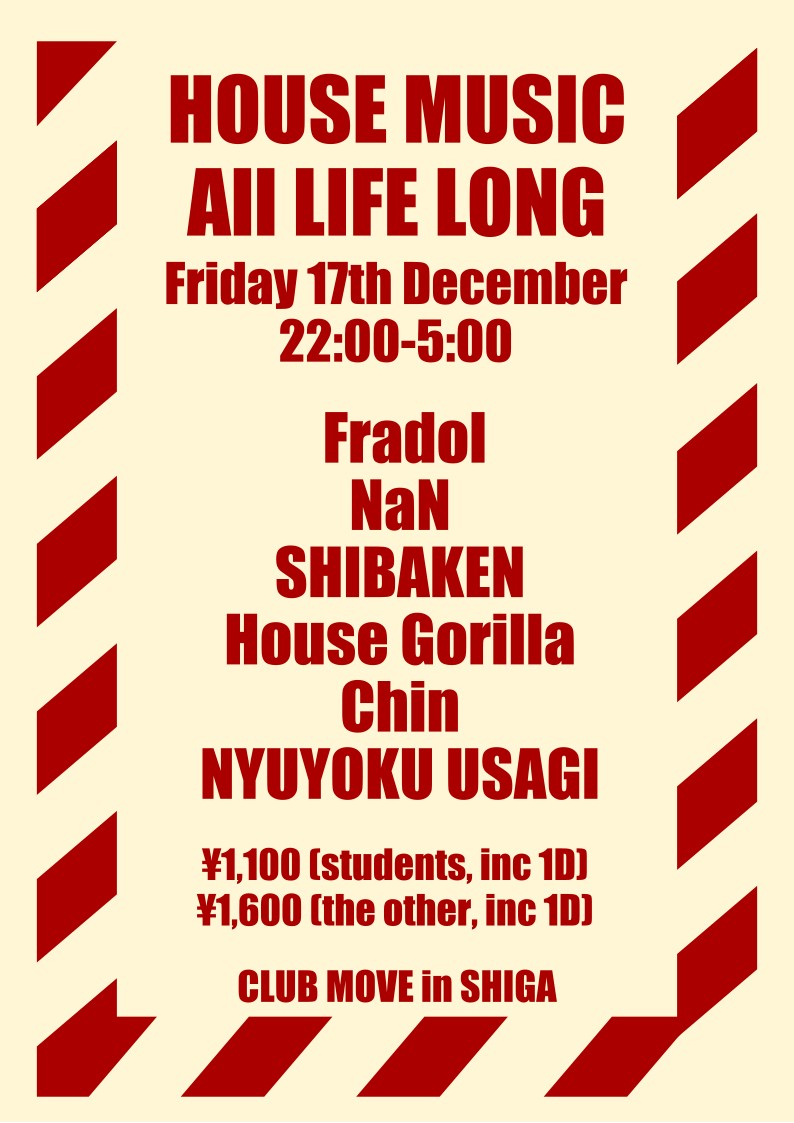 HOUSE MUSIC
All LIFE LONG
Friday 17th December
22:00-5:00
Fradol
NaN
SHIBAKEN
House Gorilla
Chin
NYUYOKU USAGI
¥1,100 (students, inc 1D)
¥1,600 (the other, inc 1D)
CLUB MOVE in SHIGA